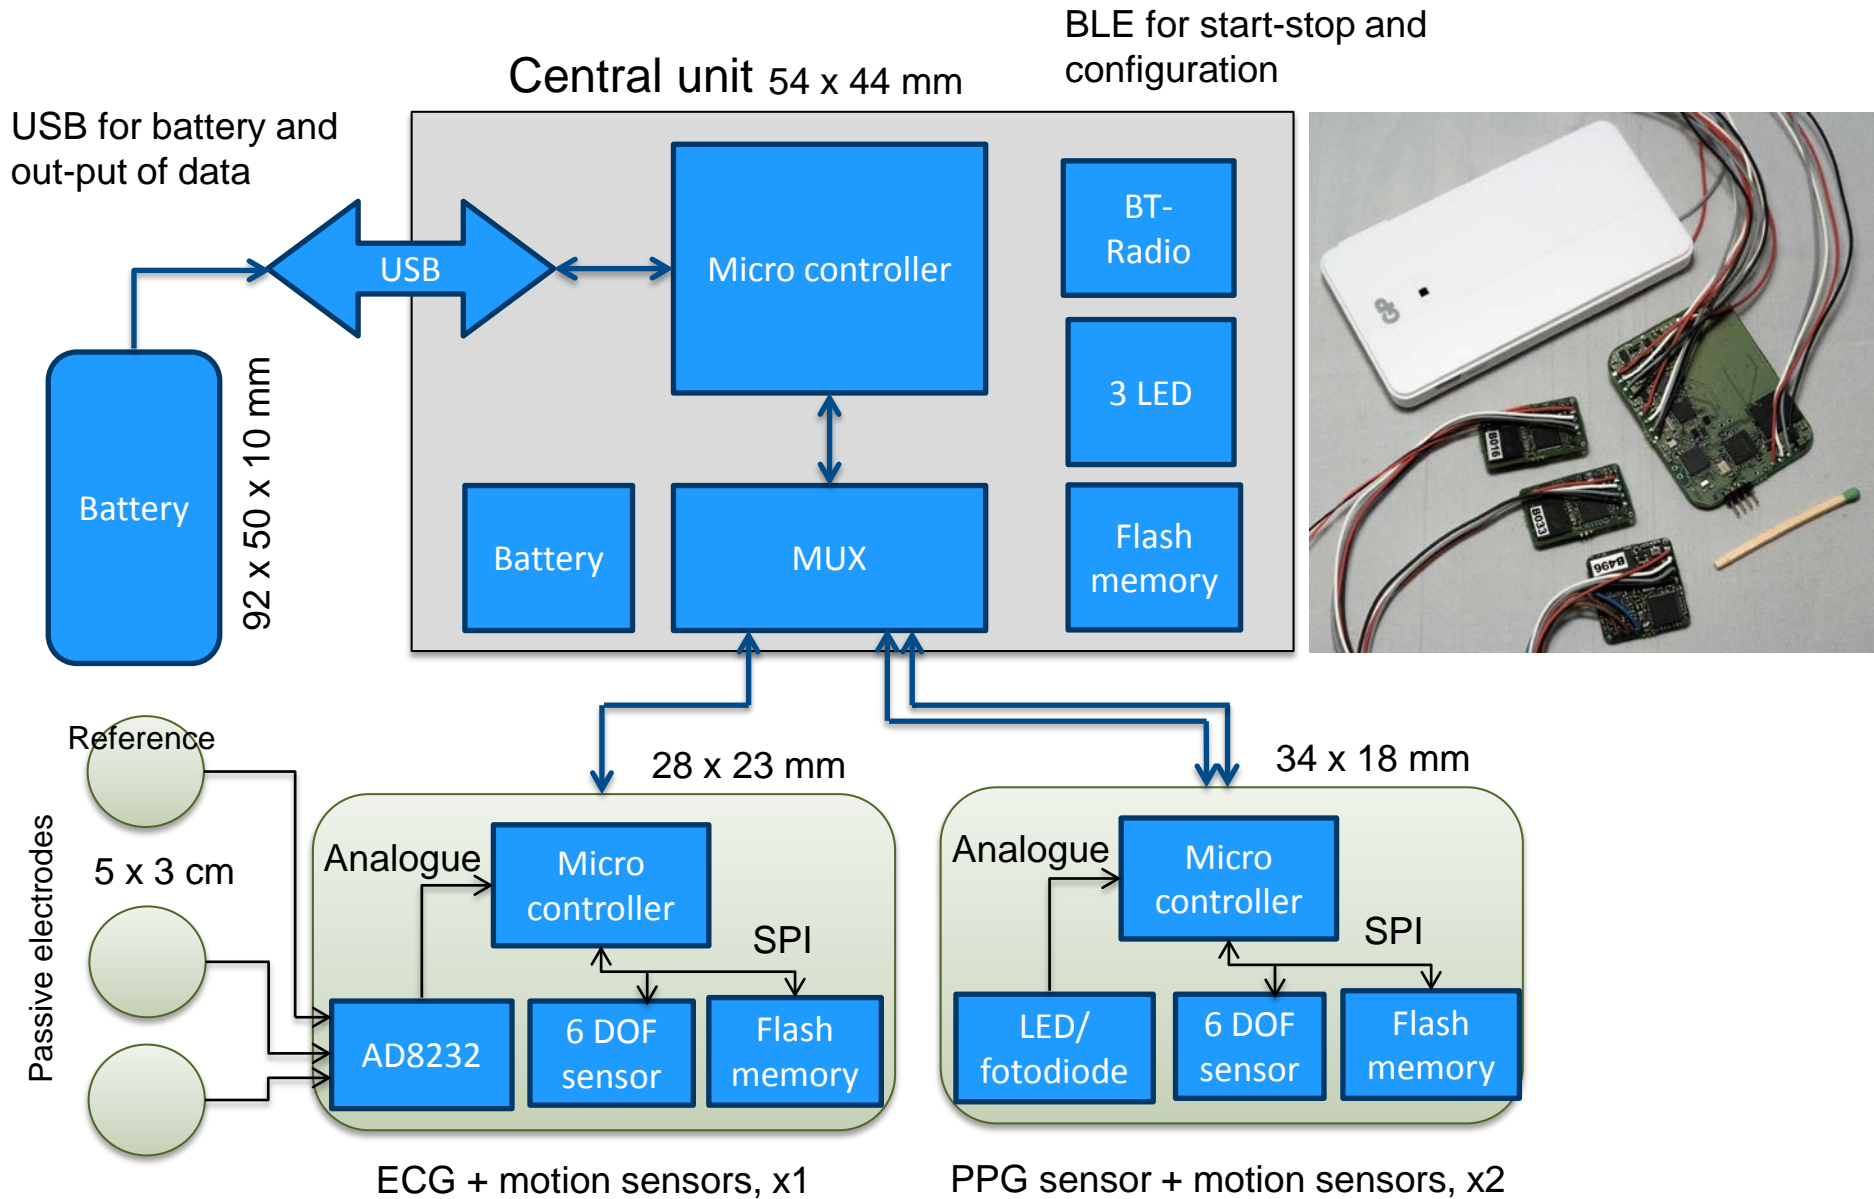 BLE for start-stop and
configuration
Central unit 54 x 44 mm
USB for battery and
out-put of data
USB
Micro controller
BT-
Radio
3 LED
Battery
92 x 50 x 10 mm
Battery
MUX
Flash
memory
GP
B016
B033
B496
Reference
Passive electrodes
5 x 3 cm
28 x 23 mm
34 x 18 mm
Analogue
Micro
controller
SPI
AD8232
6 DOF
sensor
Flash
memory
Analogue
Micro
controller
SPI
LED/
fotodiode
6 DOF
sensor
Flash
memory
ECG + motion sensors, x1
PPG sensor + motion sensors, x2